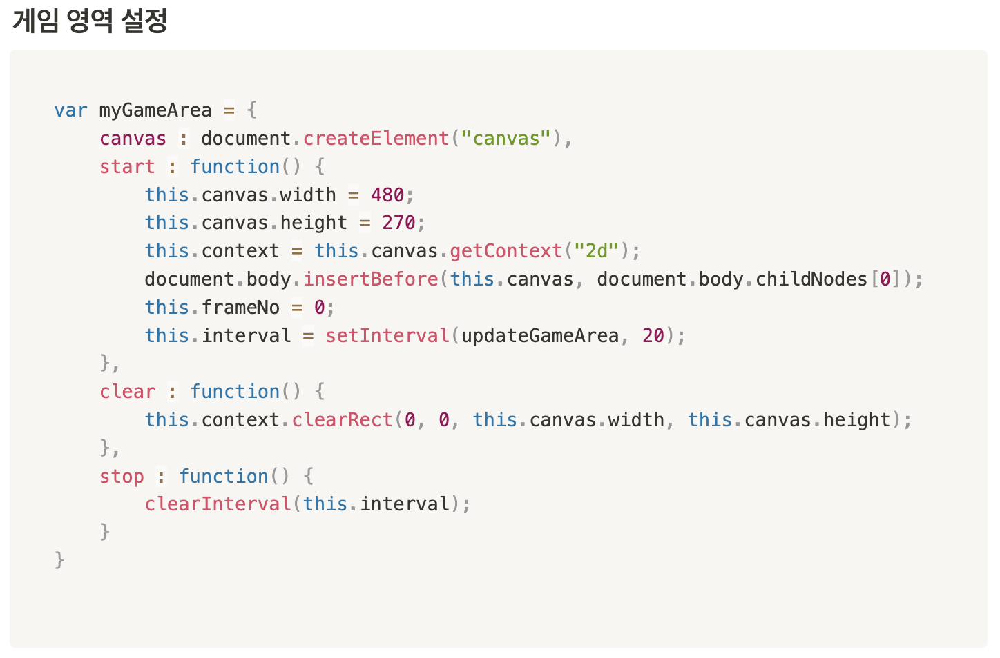 게임 영역 설정
var myGameArea = {
    canvas : document.createElement("canvas"),
    start : function() {
        this.canvas.width = 480;
        this.canvas.height = 270;
        this.context = this.canvas.getContext("2d");
        document.body.insertBefore(this.canvas, document.body.childNodes[0]);
        this.frameNo = 0;
        this.interval = setInterval(updateGameArea, 20);
    },
    clear : function() {
        this.context.clearRect(0, 0, this.canvas.width, this.canvas.height);
    },
    stop : function() {
        clearInterval(this.interval);
    }
}